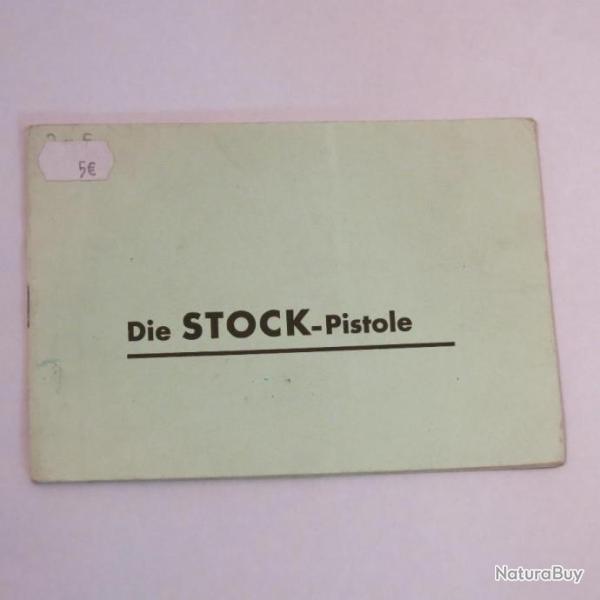 5€
Die STOCK-Pistole
NaturaBuy